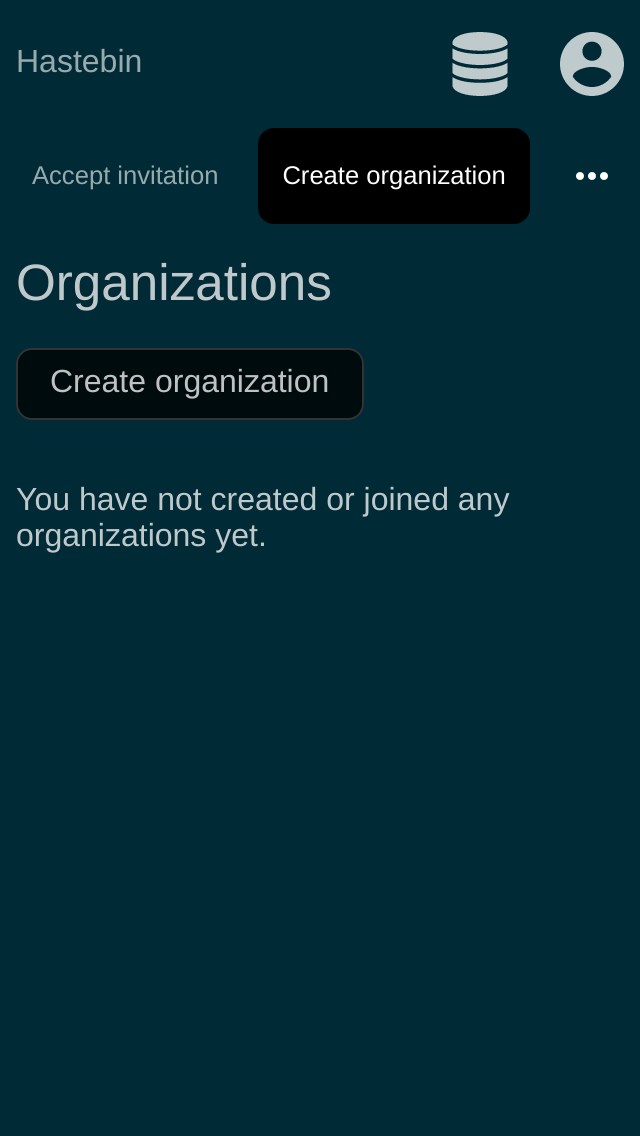 Hastebin
Accept invitation
Create organization
Organizations
Create organization
You have not created or joined any
organizations yet.